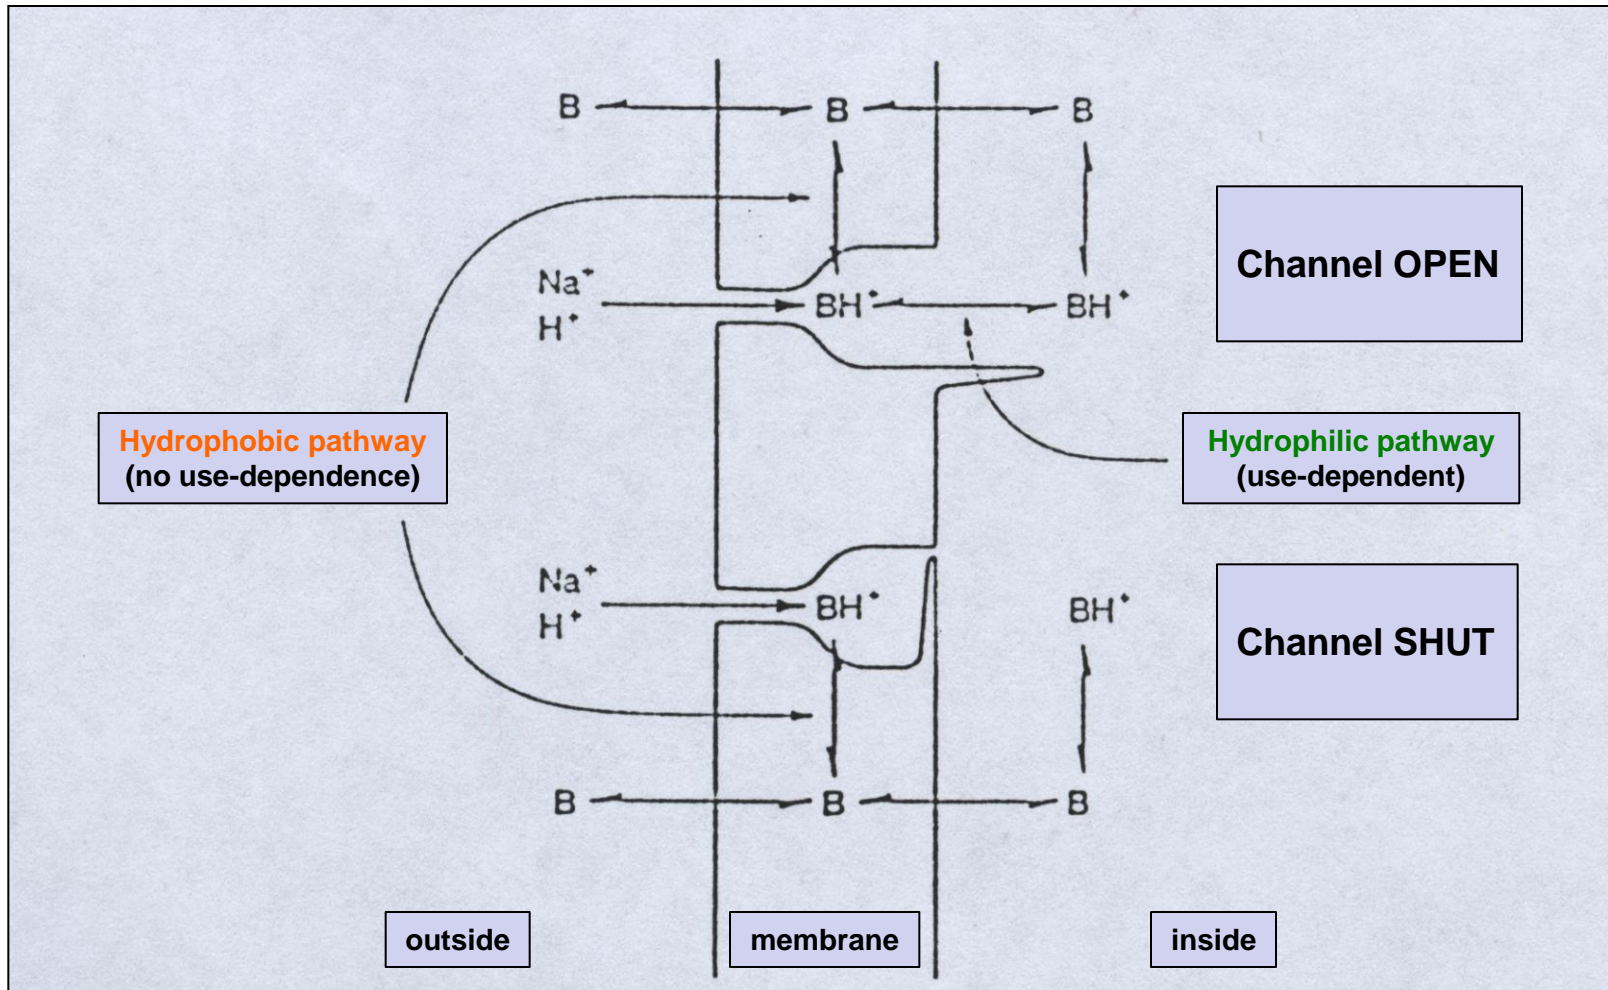 B B B
Channel OPEN
Na⁺
H⁺
BH⁺ BH⁺
Hydrophobic pathway
(no use-dependence)
Hydrophilic pathway
(use-dependent)
Na⁺
H⁺
BH⁺ BH⁺
Channel SHUT
B B B
outside membrane inside